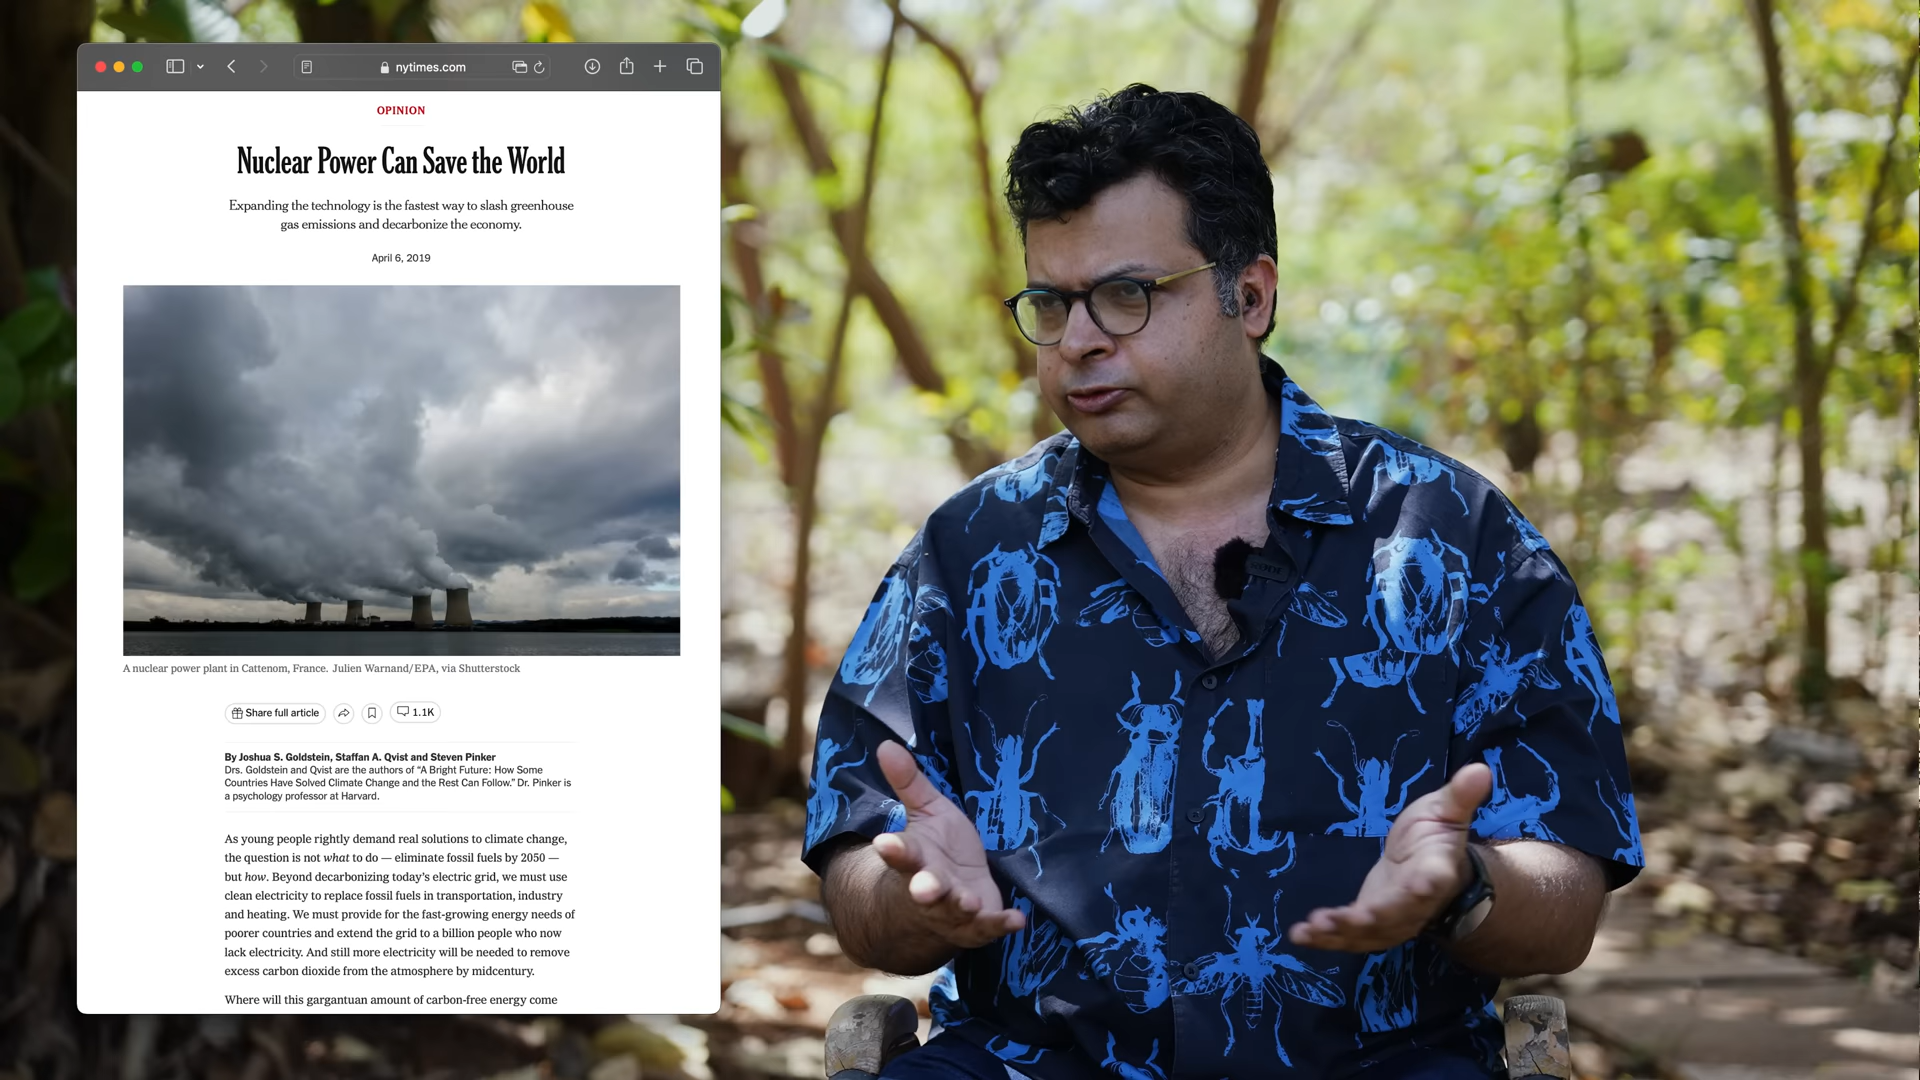 nytimes.com
OPINION
Nuclear Power Can Save the World
Expanding the technology is the fastest way to slash greenhouse
gas emissions and decarbonize the economy.
April 6, 2019
A nuclear power plant in Cattenom, France. Julien Warnand/EPA, via Shutterstock
Share full article
1.1K
By Joshua S. Goldstein, Staffan A. Qvist and Steven Pinker
Drs. Goldstein and Qvist are the authors of “A Bright Future: How Some
Countries Have Solved Climate Change and the Rest Can Follow.” Dr. Pinker is
a psychology professor at Harvard.
As young people rightly demand real solutions to climate change,
the question is not what to do — eliminate fossil fuels by 2050 —
but how. Beyond decarbonizing today’s electric grid, we must use
clean electricity to replace fossil fuels in transportation, industry
and heating. We must provide for the fast-growing energy needs of
poorer countries and extend the grid to a billion people who now
lack electricity. And still more electricity will be needed to remove
excess carbon dioxide from the atmosphere by midcentury.
Where will this gargantuan amount of carbon-free energy come
RODE